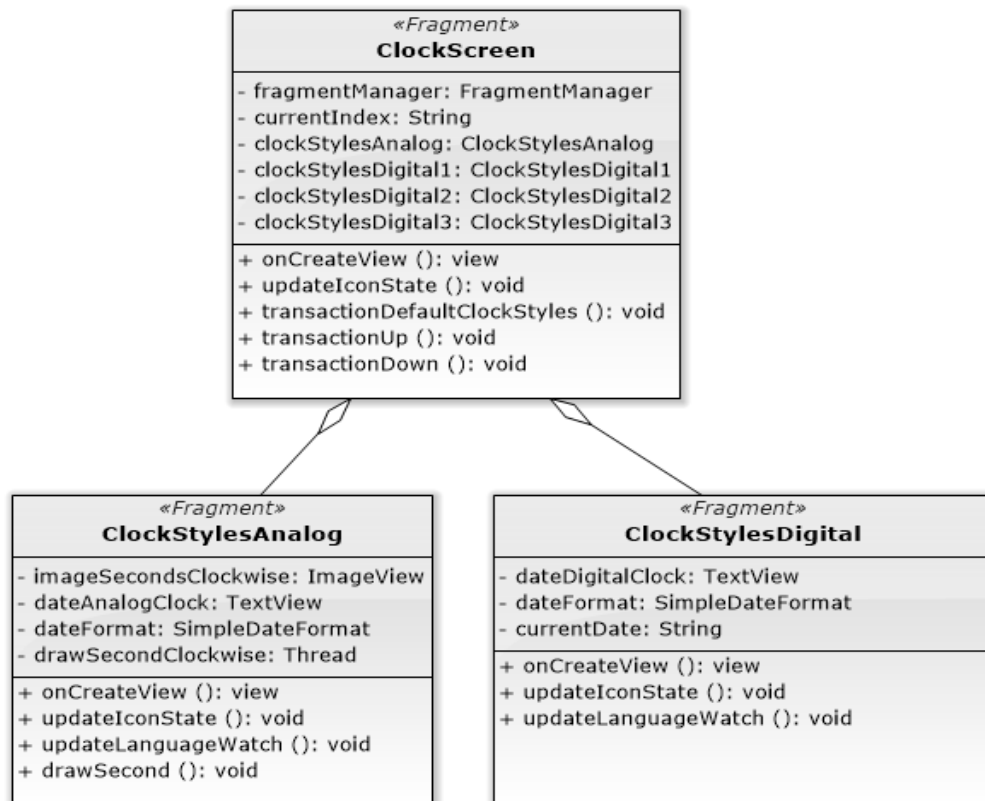 «Fragment»
ClockScreen
- fragmentManager: FragmentManager
- currentIndex: String
- clockStylesAnalog: ClockStylesAnalog
- clockStylesDigital1: ClockStylesDigital1
- clockStylesDigital2: ClockStylesDigital2
- clockStylesDigital3: ClockStylesDigital3
+ onCreateView (): view
+ updateIconState (): void
+ transactionDefaultClockStyles (): void
+ transactionUp (): void
+ transactionDown (): void
«Fragment»
ClockStylesAnalog
- imageSecondsClockwise: ImageView
- dateAnalogClock: TextView
- dateFormat: SimpleDateFormat
- drawSecondClockwise: Thread
+ onCreateView (): view
+ updateIconState (): void
+ updateLanguageWatch (): void
+ drawSecond (): void
«Fragment»
ClockStylesDigital
- dateDigitalClock: TextView
- dateFormat: SimpleDateFormat
- currentDate: String
+ onCreateView (): view
+ updateIconState (): void
+ updateLanguageWatch (): void